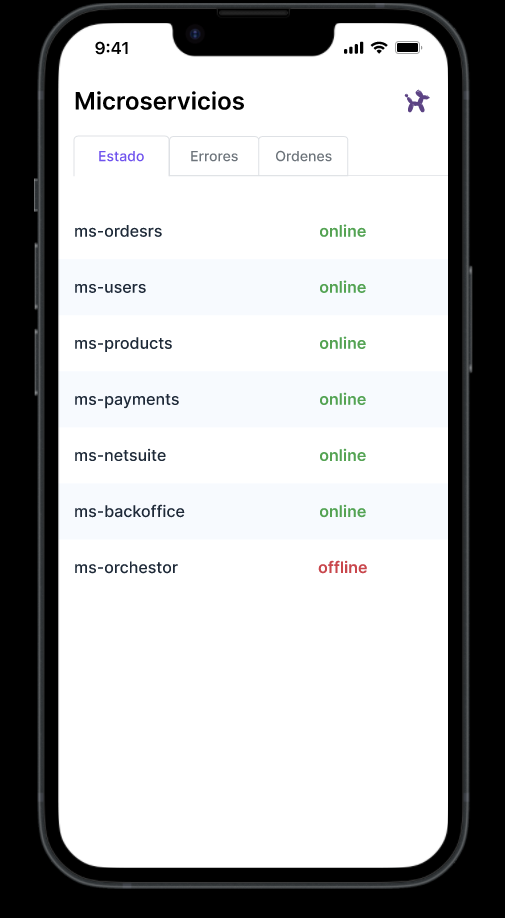 9:41
Microservicios
Estado Errores Ordenes
ms-ordesrs online
ms-users online
ms-products online
ms-payments online
ms-netsuite online
ms-backoffice online
ms-orchestor offline